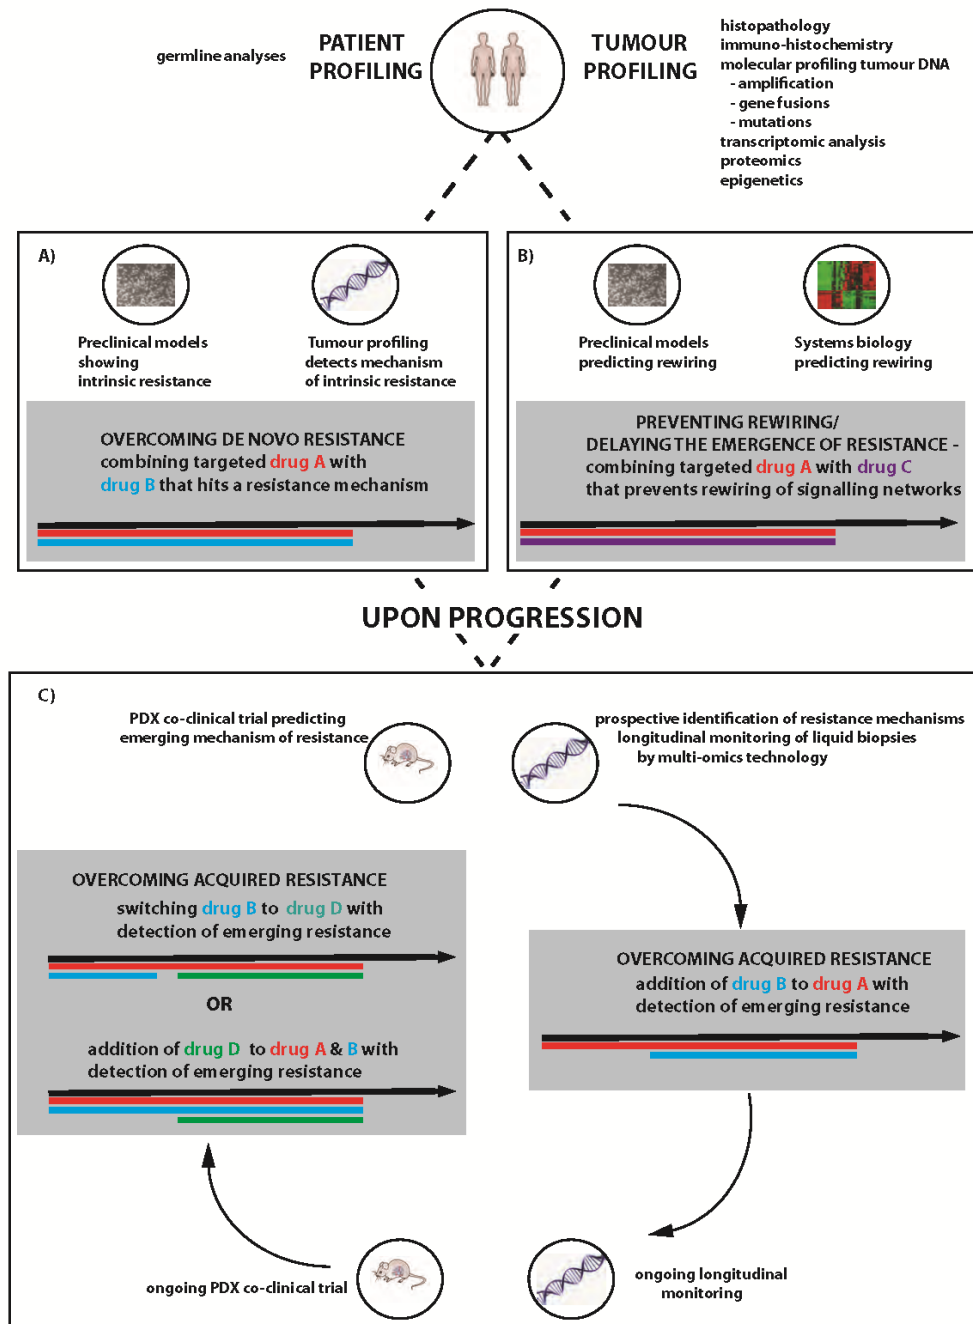 germline analyses
PATIENT
PROFILING
TUMOUR
PROFILING
histopathology
immuno-histochemistry
molecular profiling tumour DNA
- amplification
- gene fusions
- mutations
transcriptomic analysis
proteomics
epigenetics
A)
Preclinical models
showing
intrinsic resistance
Tumour profiling
detects mechanism
of intrinsic resistance
OVERCOMING DE NOVO RESISTANCE
combining targeted drug A with
drug B that hits a resistance mechanism
B)
Preclinical models
predicting rewiring
Systems biology
predicting rewiring
PREVENTING REWIRING/
DELAYING THE EMERGENCE OF RESISTANCE -
combining targeted drug A with drug C
that prevents rewiring of signalling networks
UPON PROGRESSION
C)
PDX co-clinical trial predicting
emerging mechanism of resistance
prospective identification of resistance mechanisms
longitudinal monitoring of liquid biopsies
by multi-omics technology
OVERCOMING ACQUIRED RESISTANCE
switching drug B to drug D with
detection of emerging resistance
OR
addition of drug D to drug A & B with
detection of emerging resistance
OVERCOMING ACQUIRED RESISTANCE
addition of drug B to drug A with
detection of emerging resistance
ongoing PDX co-clinical trial
ongoing longitudinal
monitoring